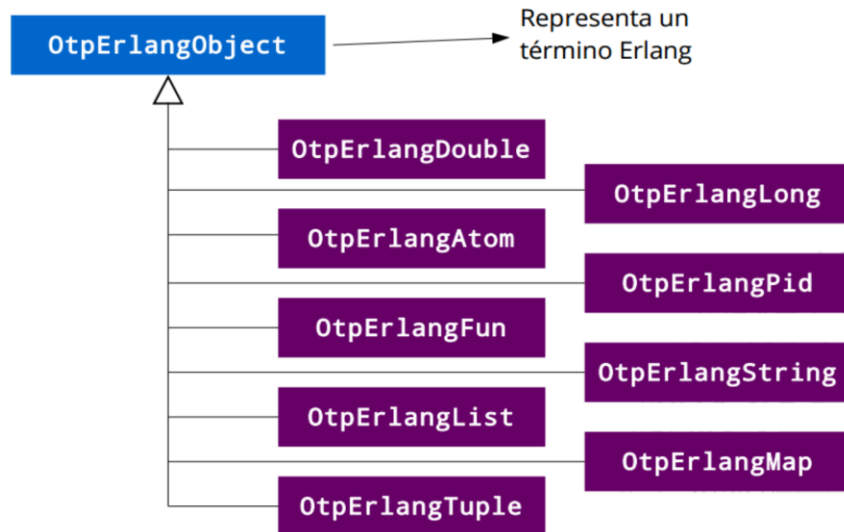 OtpErlangObject
Representa un
término Erlang
OtpErlangDouble
OtpErlangLong
OtpErlangAtom
OtpErlangPid
OtpErlangFun
OtpErlangString
OtpErlangList
OtpErlangMap
OtpErlangTuple